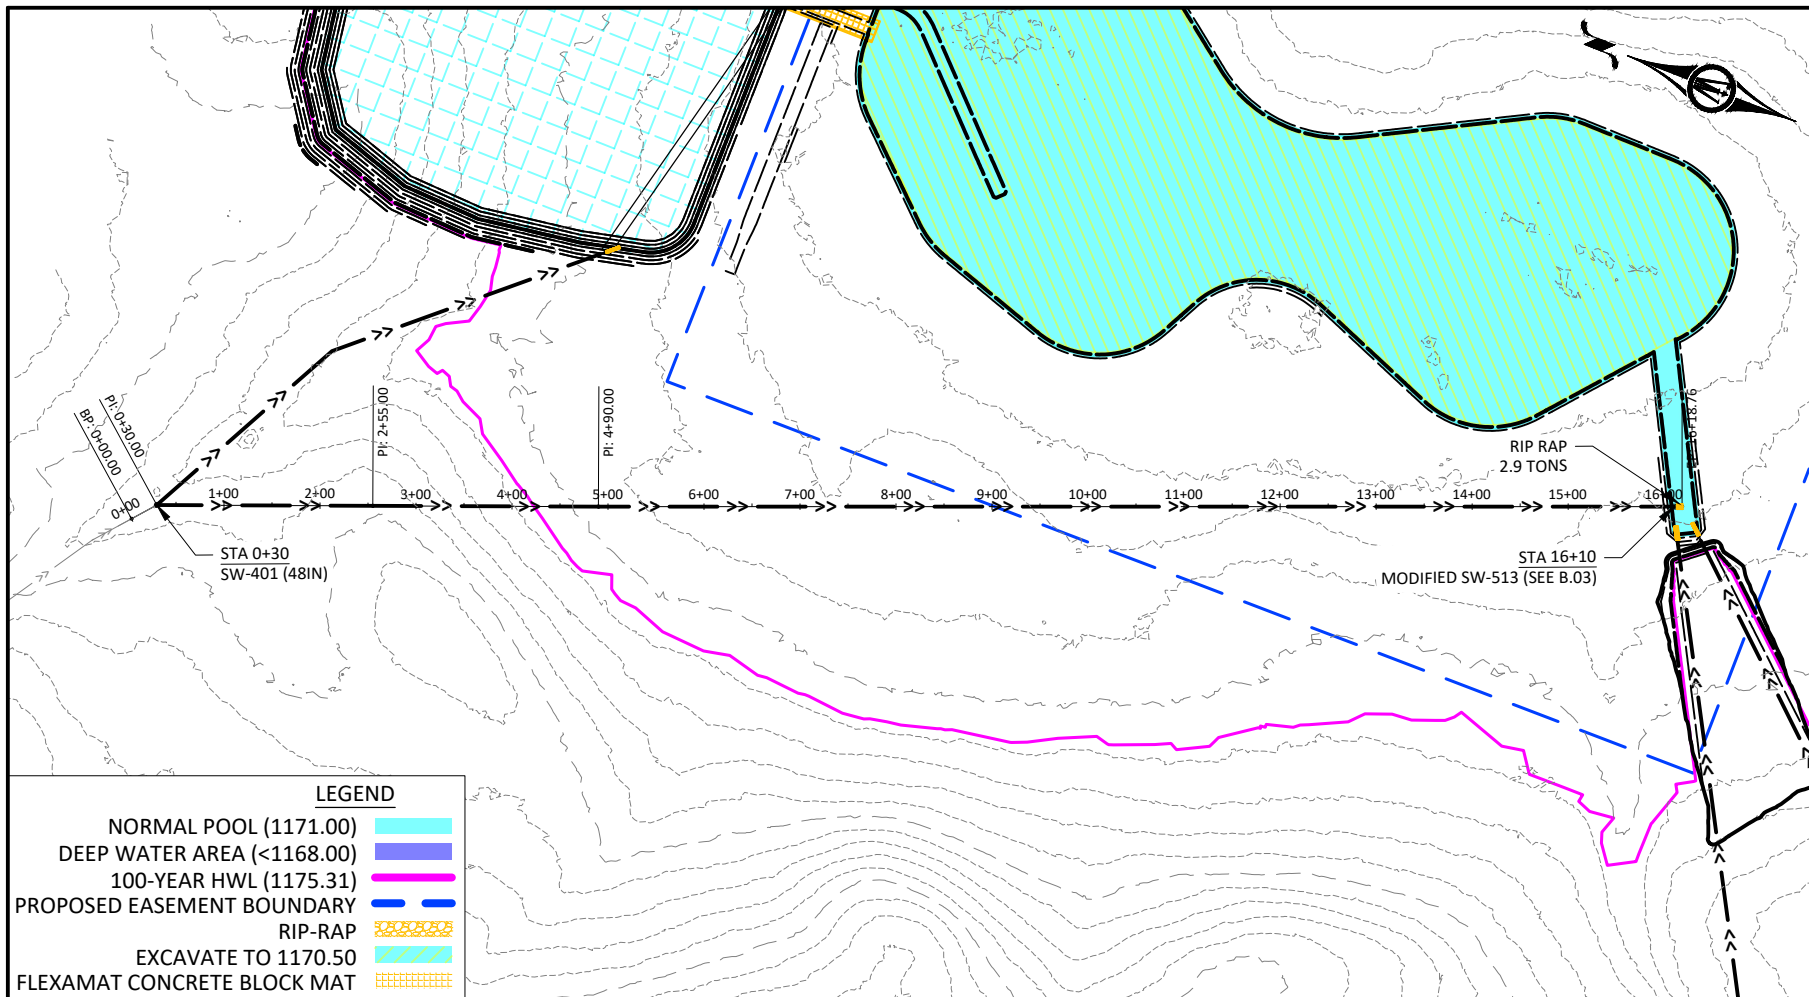 N
PI: 0+30.00
BP: 0+00.00
PI: 2+55.00
PI: 4+90.00
0+00
1+00
2+00
3+00
4+00
5+00
6+00
7+00
8+00
9+00
10+00
11+00
12+00
13+00
14+00
15+00
16+00
RIP RAP
2.9 TONS
STA 0+30
SW-401 (48IN)
STA 16+10
MODIFIED SW-513 (SEE B.03)
LEGEND
NORMAL POOL (1171.00)
DEEP WATER AREA (<1168.00)
100-YEAR HWL (1175.31)
PROPOSED EASEMENT BOUNDARY
RIP-RAP
EXCAVATE TO 1170.50
FLEXAMAT CONCRETE BLOCK MAT